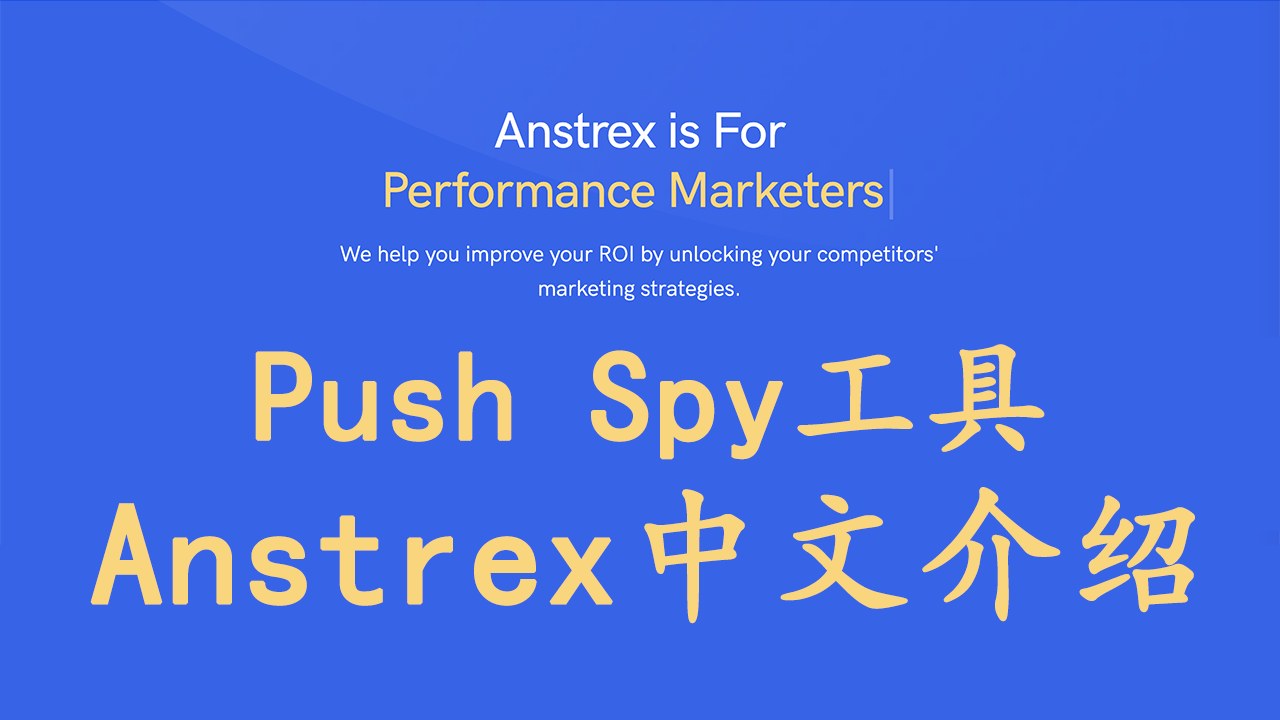 Anstrex is For
Performance Marketers
We help you improve your ROI by unlocking your competitors'
marketing strategies.
Push Spy工具
Anstrex中文介绍